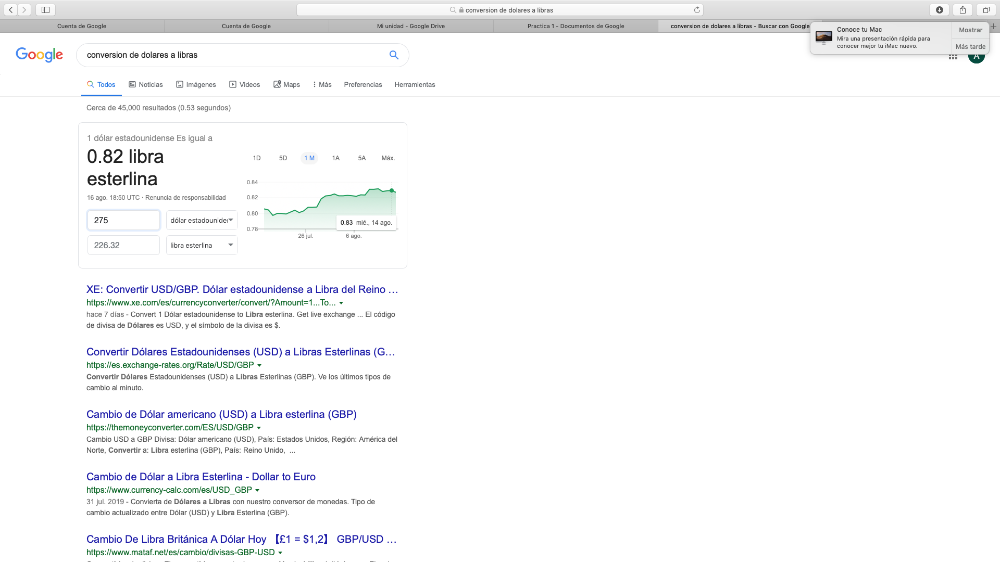 conversion de dolares a libras
Cuenta de Google
Cuenta de Google
Mi unidad - Google Drive
Practica 1 - Documentos de Google
conversion de dolares a libras - Buscar con Google
Conoce tu Mac
Mira una presentación rápida para
conocer mejor tu iMac nuevo.
Mostrar
Más tarde
Google
conversion de dolares a libras
A
Todos
Noticias
Imágenes
Videos
Maps
Más
Preferencias
Herramientas
Cerca de 45,000 resultados (0.53 segundos)
1 dólar estadounidense Es igual a
0.82 libra
esterlina
16 ago. 18:50 UTC · Renuncia de responsabilidad
275
dólar estadounider
226.32
libra esterlina
1D
5D
1 M
1A
5A
Máx.
0.84
0.82
0.80
0.78
0.83 mié., 14 ago.
26 jul.
6 ago.
XE: Convertir USD/GBP. Dólar estadounidense a Libra del Reino ...
https://www.xe.com/es/currencyconverter/convert/?Amount=1...To...
hace 7 días - Convert 1 Dólar estadounidense to Libra esterlina. Get live exchange ... El código
de divisa de Dólares es USD, y el símbolo de la divisa es $.
Convertir Dólares Estadounidenses (USD) a Libras Esterlinas (G...
https://es.exchange-rates.org/Rate/USD/GBP
Convertir Dólares Estadounidenses (USD) a Libras Esterlinas (GBP). Ve los últimos tipos de
cambio al minuto.
Cambio de Dólar americano (USD) a Libra esterlina (GBP)
https://themoneyconverter.com/ES/USD/GBP
Cambio USD a GBP Divisa: Dólar americano (USD), País: Estados Unidos, Región: América del
Norte, Convertir a: Libra esterlina (GBP), País: Reino Unido, ...
Cambio de Dólar a Libra Esterlina - Dollar to Euro
https://www.currency-calc.com/es/USD_GBP
31 jul. 2019 - Convierta de Dólares a Libras con nuestro conversor de monedas. Tipo de
cambio actualizado entre Dólar (USD) y Libra Esterlina (GBP).
Cambio De Libra Británica A Dólar Hoy 【£1 = $1,2】 GBP/USD ...
https://www.mataf.net/es/cambio/divisas-GBP-USD